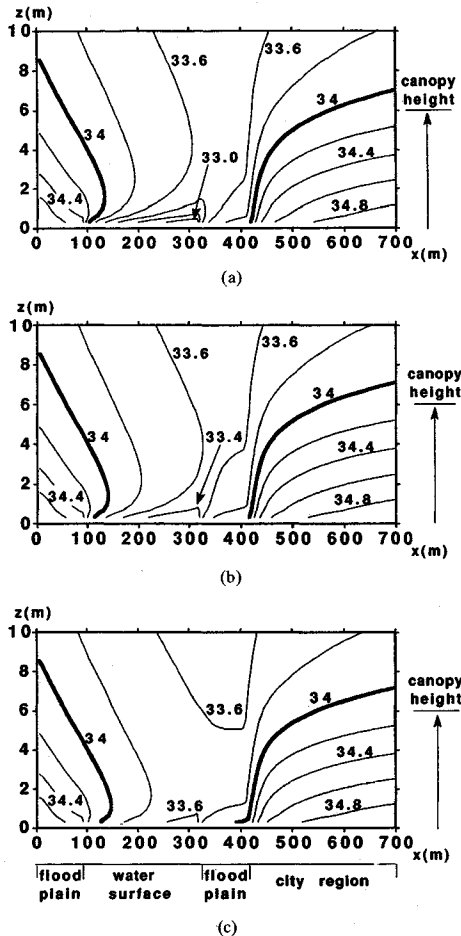 z(m)
10
8
6
4
2
0
33.6
33.6
34
34
33.0
34.4
34.4
34.8
canopy
height
0 100 200 300 400 500 600 700
x(m)
(a)
z(m)
10
8
6
4
2
0
33.6
33.6
34
34
33.4
34.4
34.4
34.8
canopy
height
0 100 200 300 400 500 600 700
x(m)
(b)
z(m)
10
8
6
4
2
0
34
33.6
34
34.4
34.4
33.6
34.8
canopy
height
0 100 200 300 400 500 600 700
x(m)
flood plain
water surface
flood plain
city region
(c)